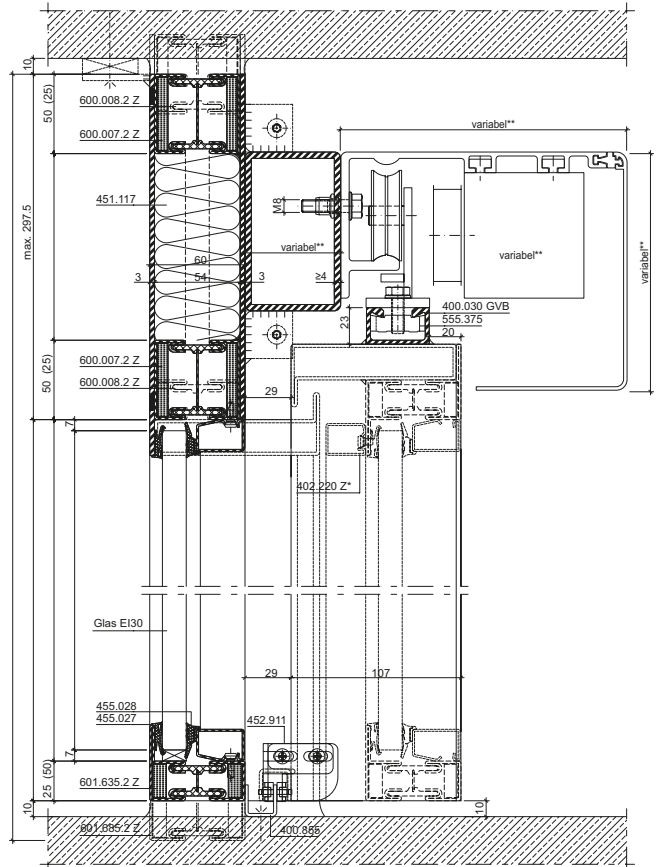 10
50 (25)
600.008.2 Z
600.007.2 Z
variabel**
max. 297.5
451.117
M8
variabel**
60
3
54
3
≥4
variabel**
variabel**
400.030 GVB
555.375
20
23
50 (25)
600.007.2 Z
600.008.2 Z
29
7
402.220 Z*
Glas EI30
29
107
455.028
455.027
452.911
7
25 (50)
601.635.2 Z
10
10
601.685.2 Z
400.855